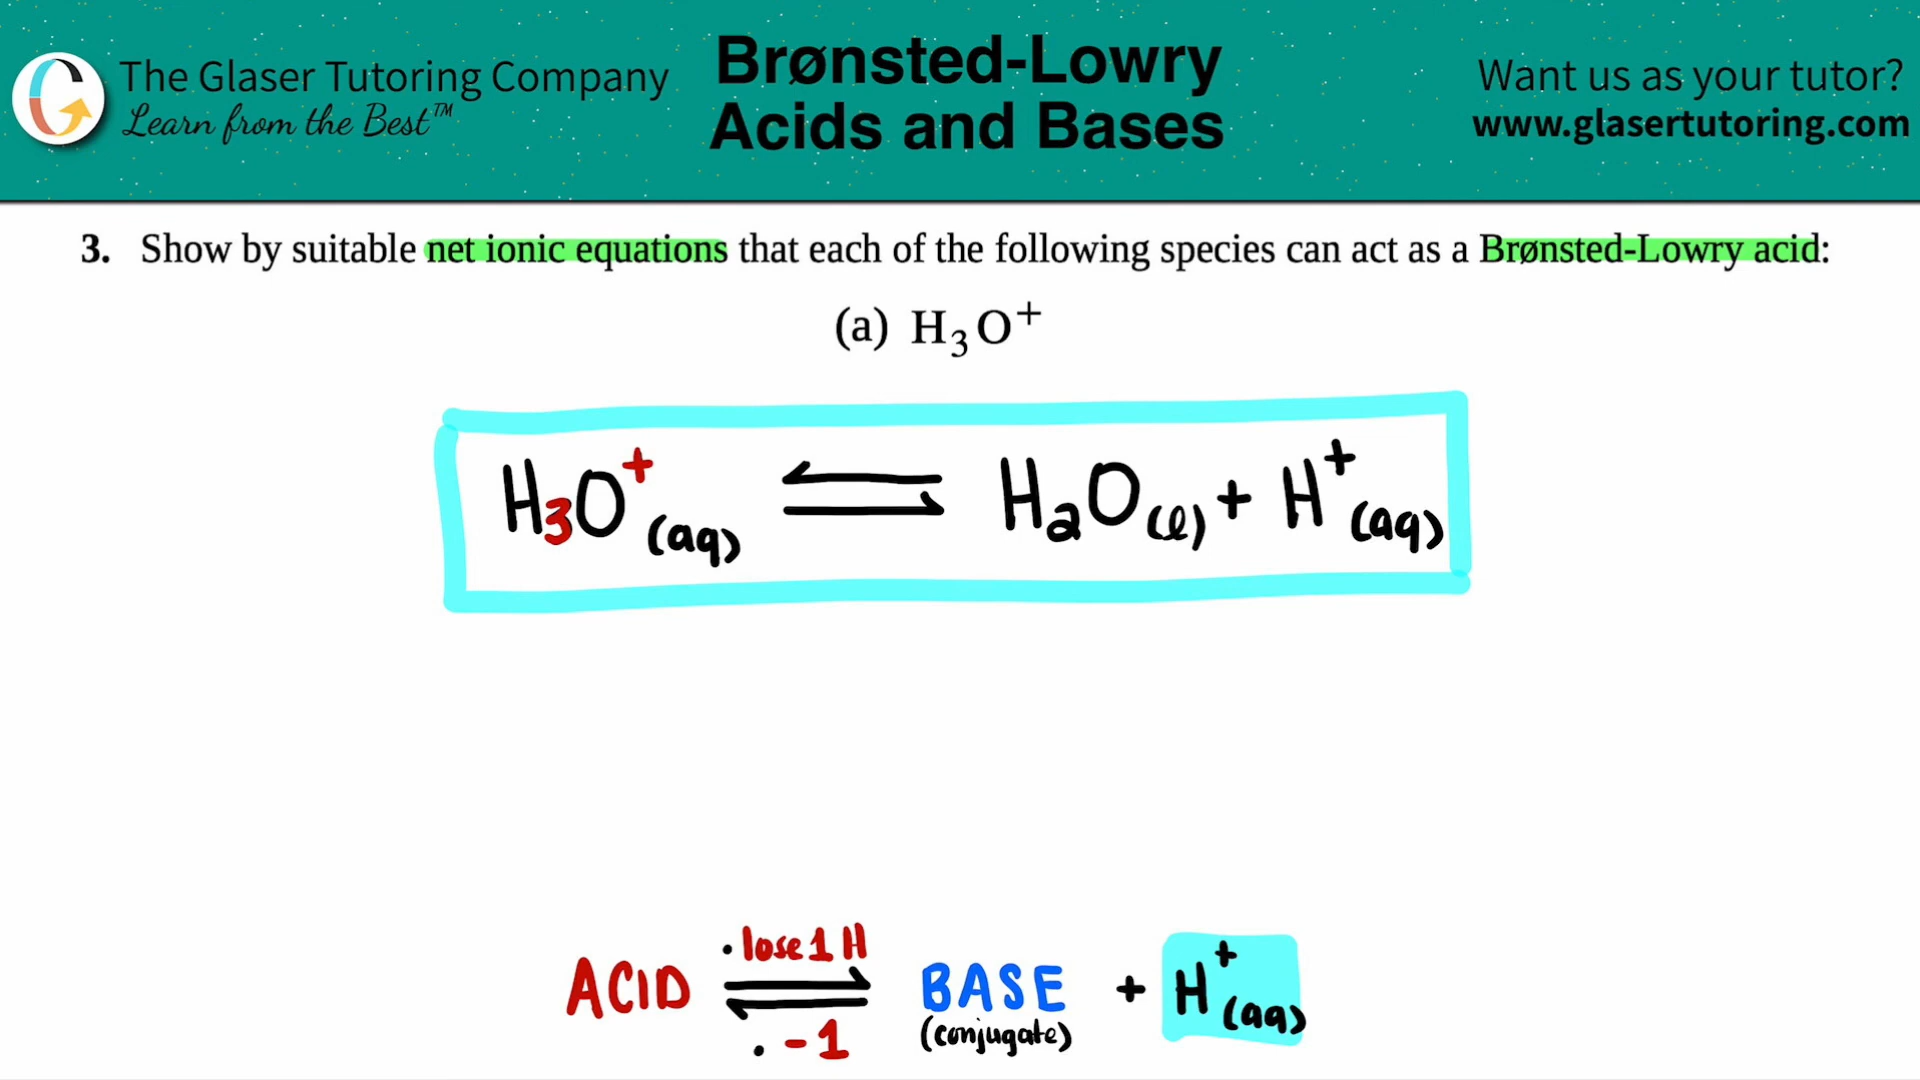 The Glaser Tutoring Company
Learn from the Best™
Brønsted-Lowry
Acids and Bases
Want us as your tutor?
www.glasertutoring.com
3. Show by suitable net ionic equations that each of the following species can act as a Brønsted-Lowry acid:
(a) H₃O⁺
H₃O⁺(aq) ⇌ H₂O(l) + H⁺(aq)
• lose 1 H
ACID ⇌ BASE + H⁺(aq)
• -1 (conjugate)